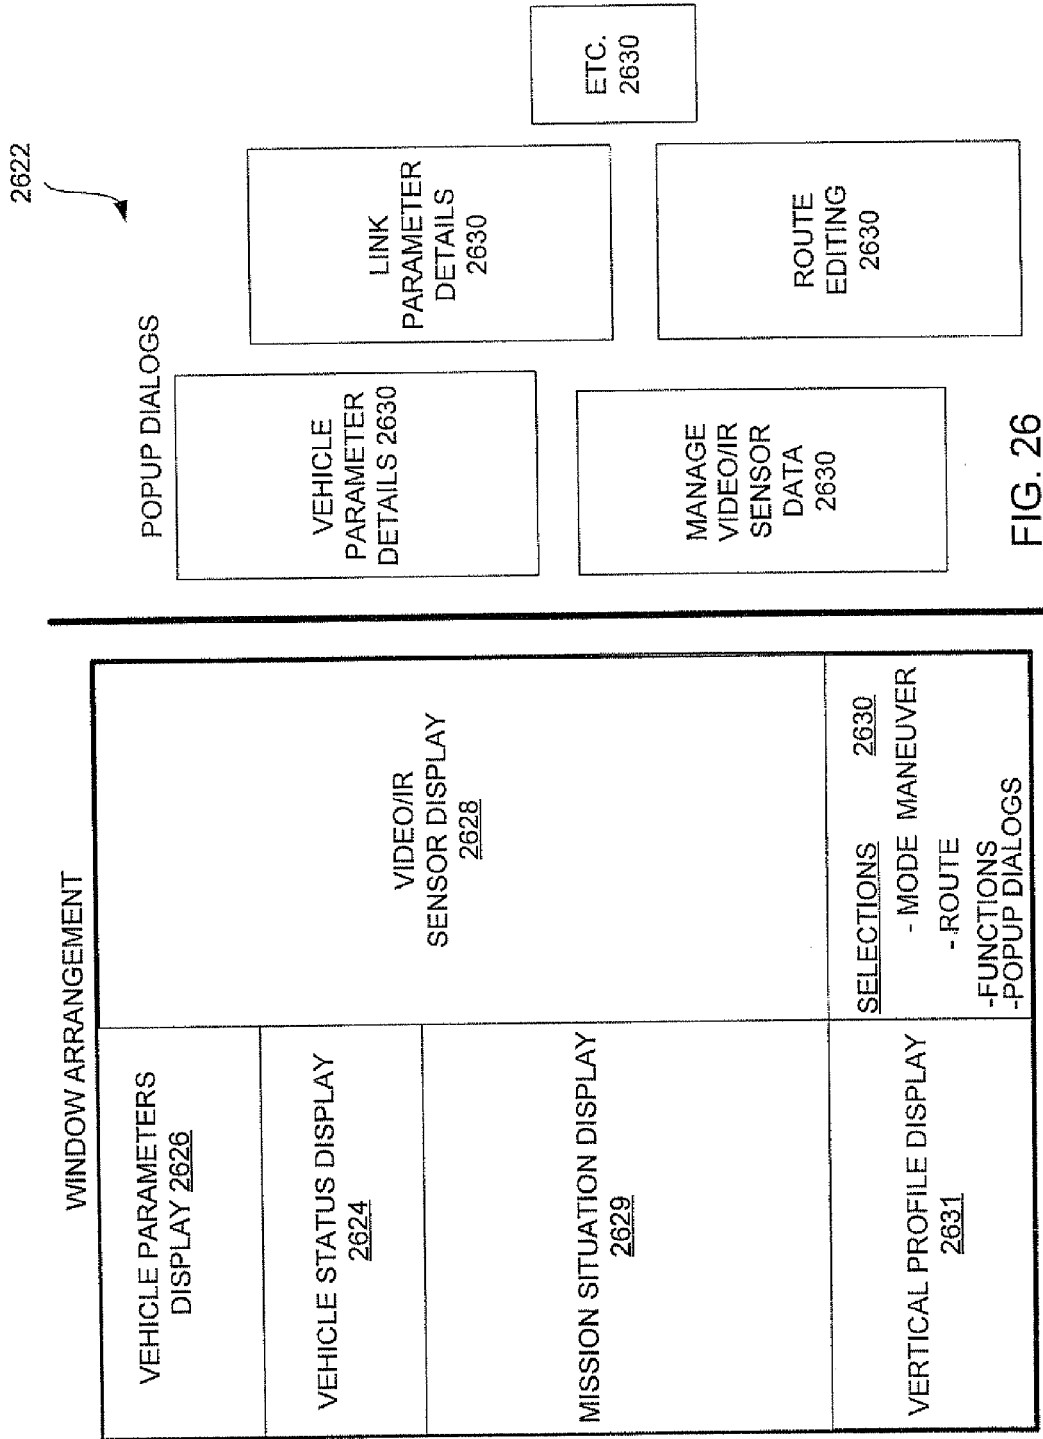 2622
WINDOW ARRANGEMENT
VEHICLE PARAMETERS
DISPLAY 2626
VEHICLE STATUS DISPLAY
2624
MISSION SITUATION DISPLAY
2629
VERTICAL PROFILE DISPLAY
2631
VIDEO/IR
SENSOR DISPLAY
2628
SELECTIONS 2630
- MODE MANEUVER
- ROUTE
-FUNCTIONS
-POPUP DIALOGS
POPUP DIALOGS
VEHICLE
PARAMETER
DETAILS 2630
LINK
PARAMETER
DETAILS
2630
MANAGE
VIDEO/IR
SENSOR
DATA
2630
ROUTE
EDITING
2630
ETC.
2630
FIG. 26